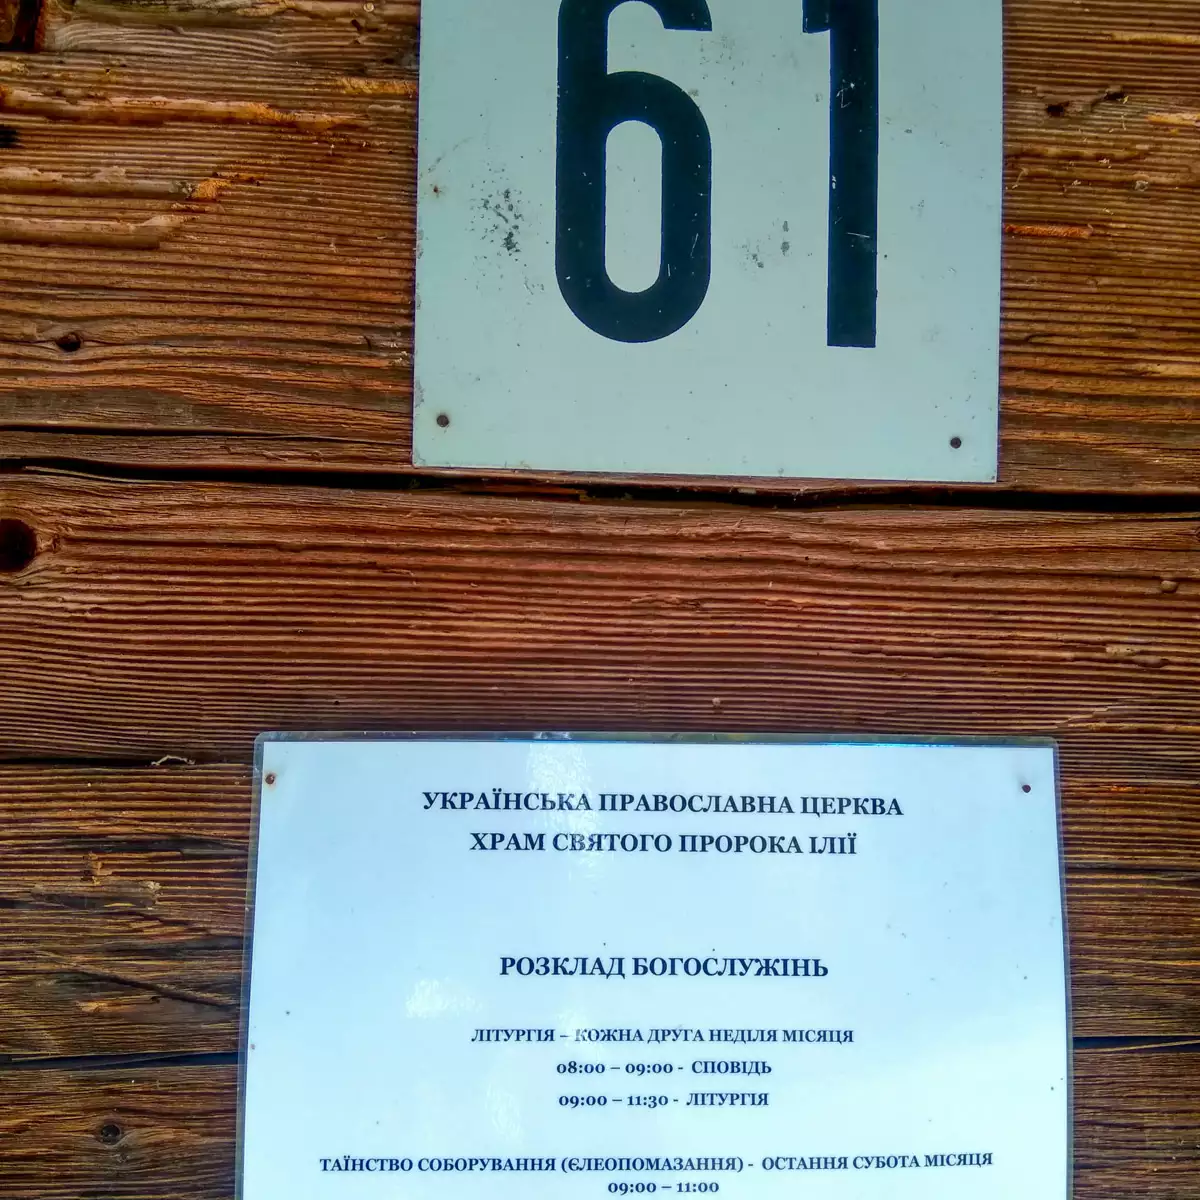 61
УКРАЇНСЬКА ПРАВОСЛАВНА ЦЕРКВА
ХРАМ СВЯТОГО ПРОРОКА ІЛІЇ
РОЗКЛАД БОГОСЛУЖІНЬ
ЛІТУРГІЯ – КОЖНА ДРУГА НЕДІЛЯ МІСЯЦЯ
08:00 – 09:00 - СПОВІДЬ
09:00 – 11:30 - ЛІТУРГІЯ
ТАЇНСТВО СОБОРУВАННЯ (ЄЛЕОПОМАЗАННЯ) - ОСТАННЯ СУБОТА МІСЯЦЯ
09:00 – 11:00